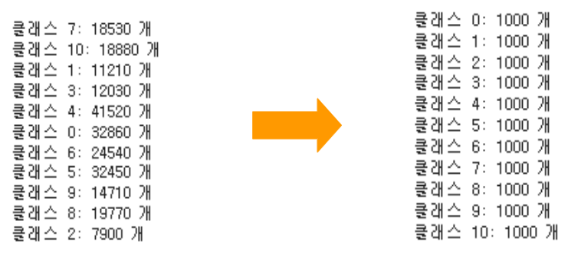 클래스 7: 18530 개
클래스 10: 18880 개
클래스 1: 11210 개
클래스 3: 12030 개
클래스 4: 41520 개
클래스 0: 32860 개
클래스 6: 24540 개
클래스 5: 32450 개
클래스 9: 14710 개
클래스 8: 19770 개
클래스 2: 7900 개
클래스 0: 1000 개
클래스 1: 1000 개
클래스 2: 1000 개
클래스 3: 1000 개
클래스 4: 1000 개
클래스 5: 1000 개
클래스 6: 1000 개
클래스 7: 1000 개
클래스 8: 1000 개
클래스 9: 1000 개
클래스 10: 1000 개